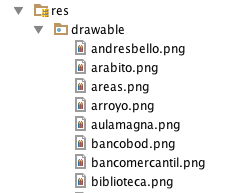 res
drawable
andresbello.png
arabito.png
areas.png
arroyo.png
aulamagna.png
bancobod.png
bancomercantil.png
biblioteca.png